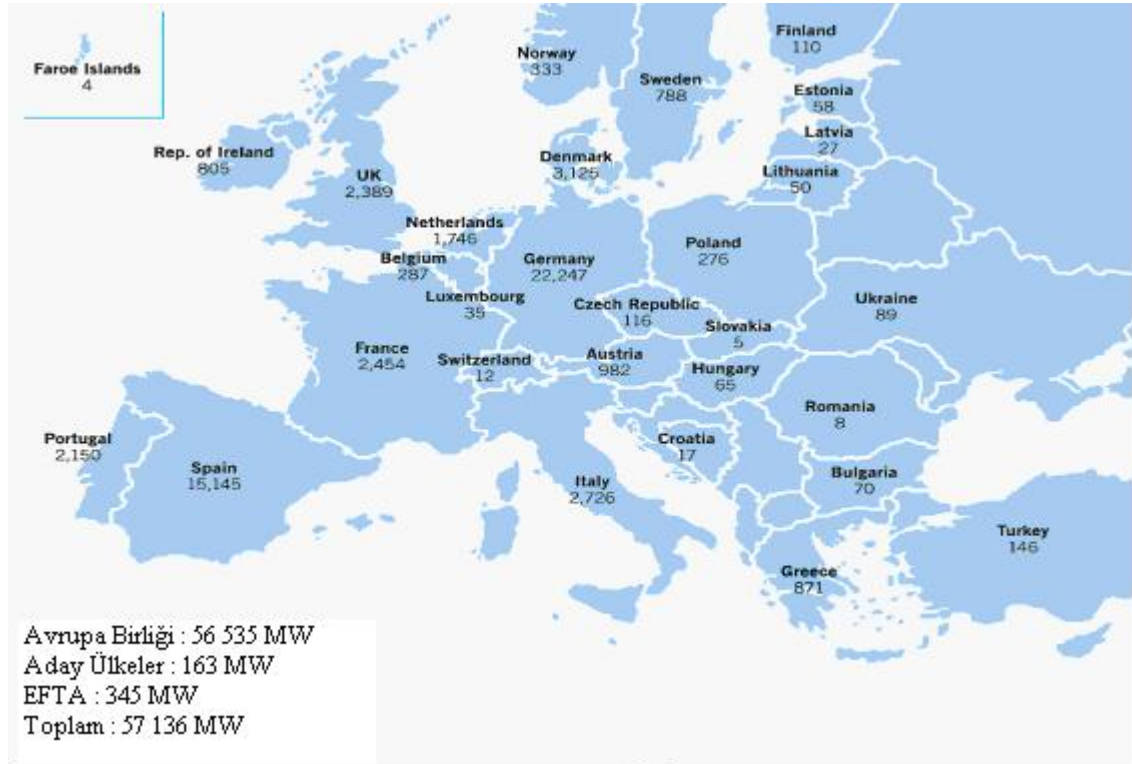 Faroe Islands
4
Finland
110
Norway
333
Sweden
788
Estonia
58
Latvia
27
Lithuania
50
Rep. of Ireland
805
UK
2,389
Denmark
3,125
Netherlands
1,746
Belgium
287
Luxembourg
35
Germany
22,247
Poland
276
Czech Republic
116
Slovakia
5
Ukraine
89
France
2,454
Switzerland
12
Austria
982
Hungary
65
Romania
8
Portugal
2,150
Spain
15,145
Croatia
17
Italy
2,726
Bulgaria
70
Turkey
146
Greece
871
Avrupa Birliği : 56 535 MW
Aday Ülkeler : 163 MW
EFTA : 345 MW
Toplam : 57 136 MW